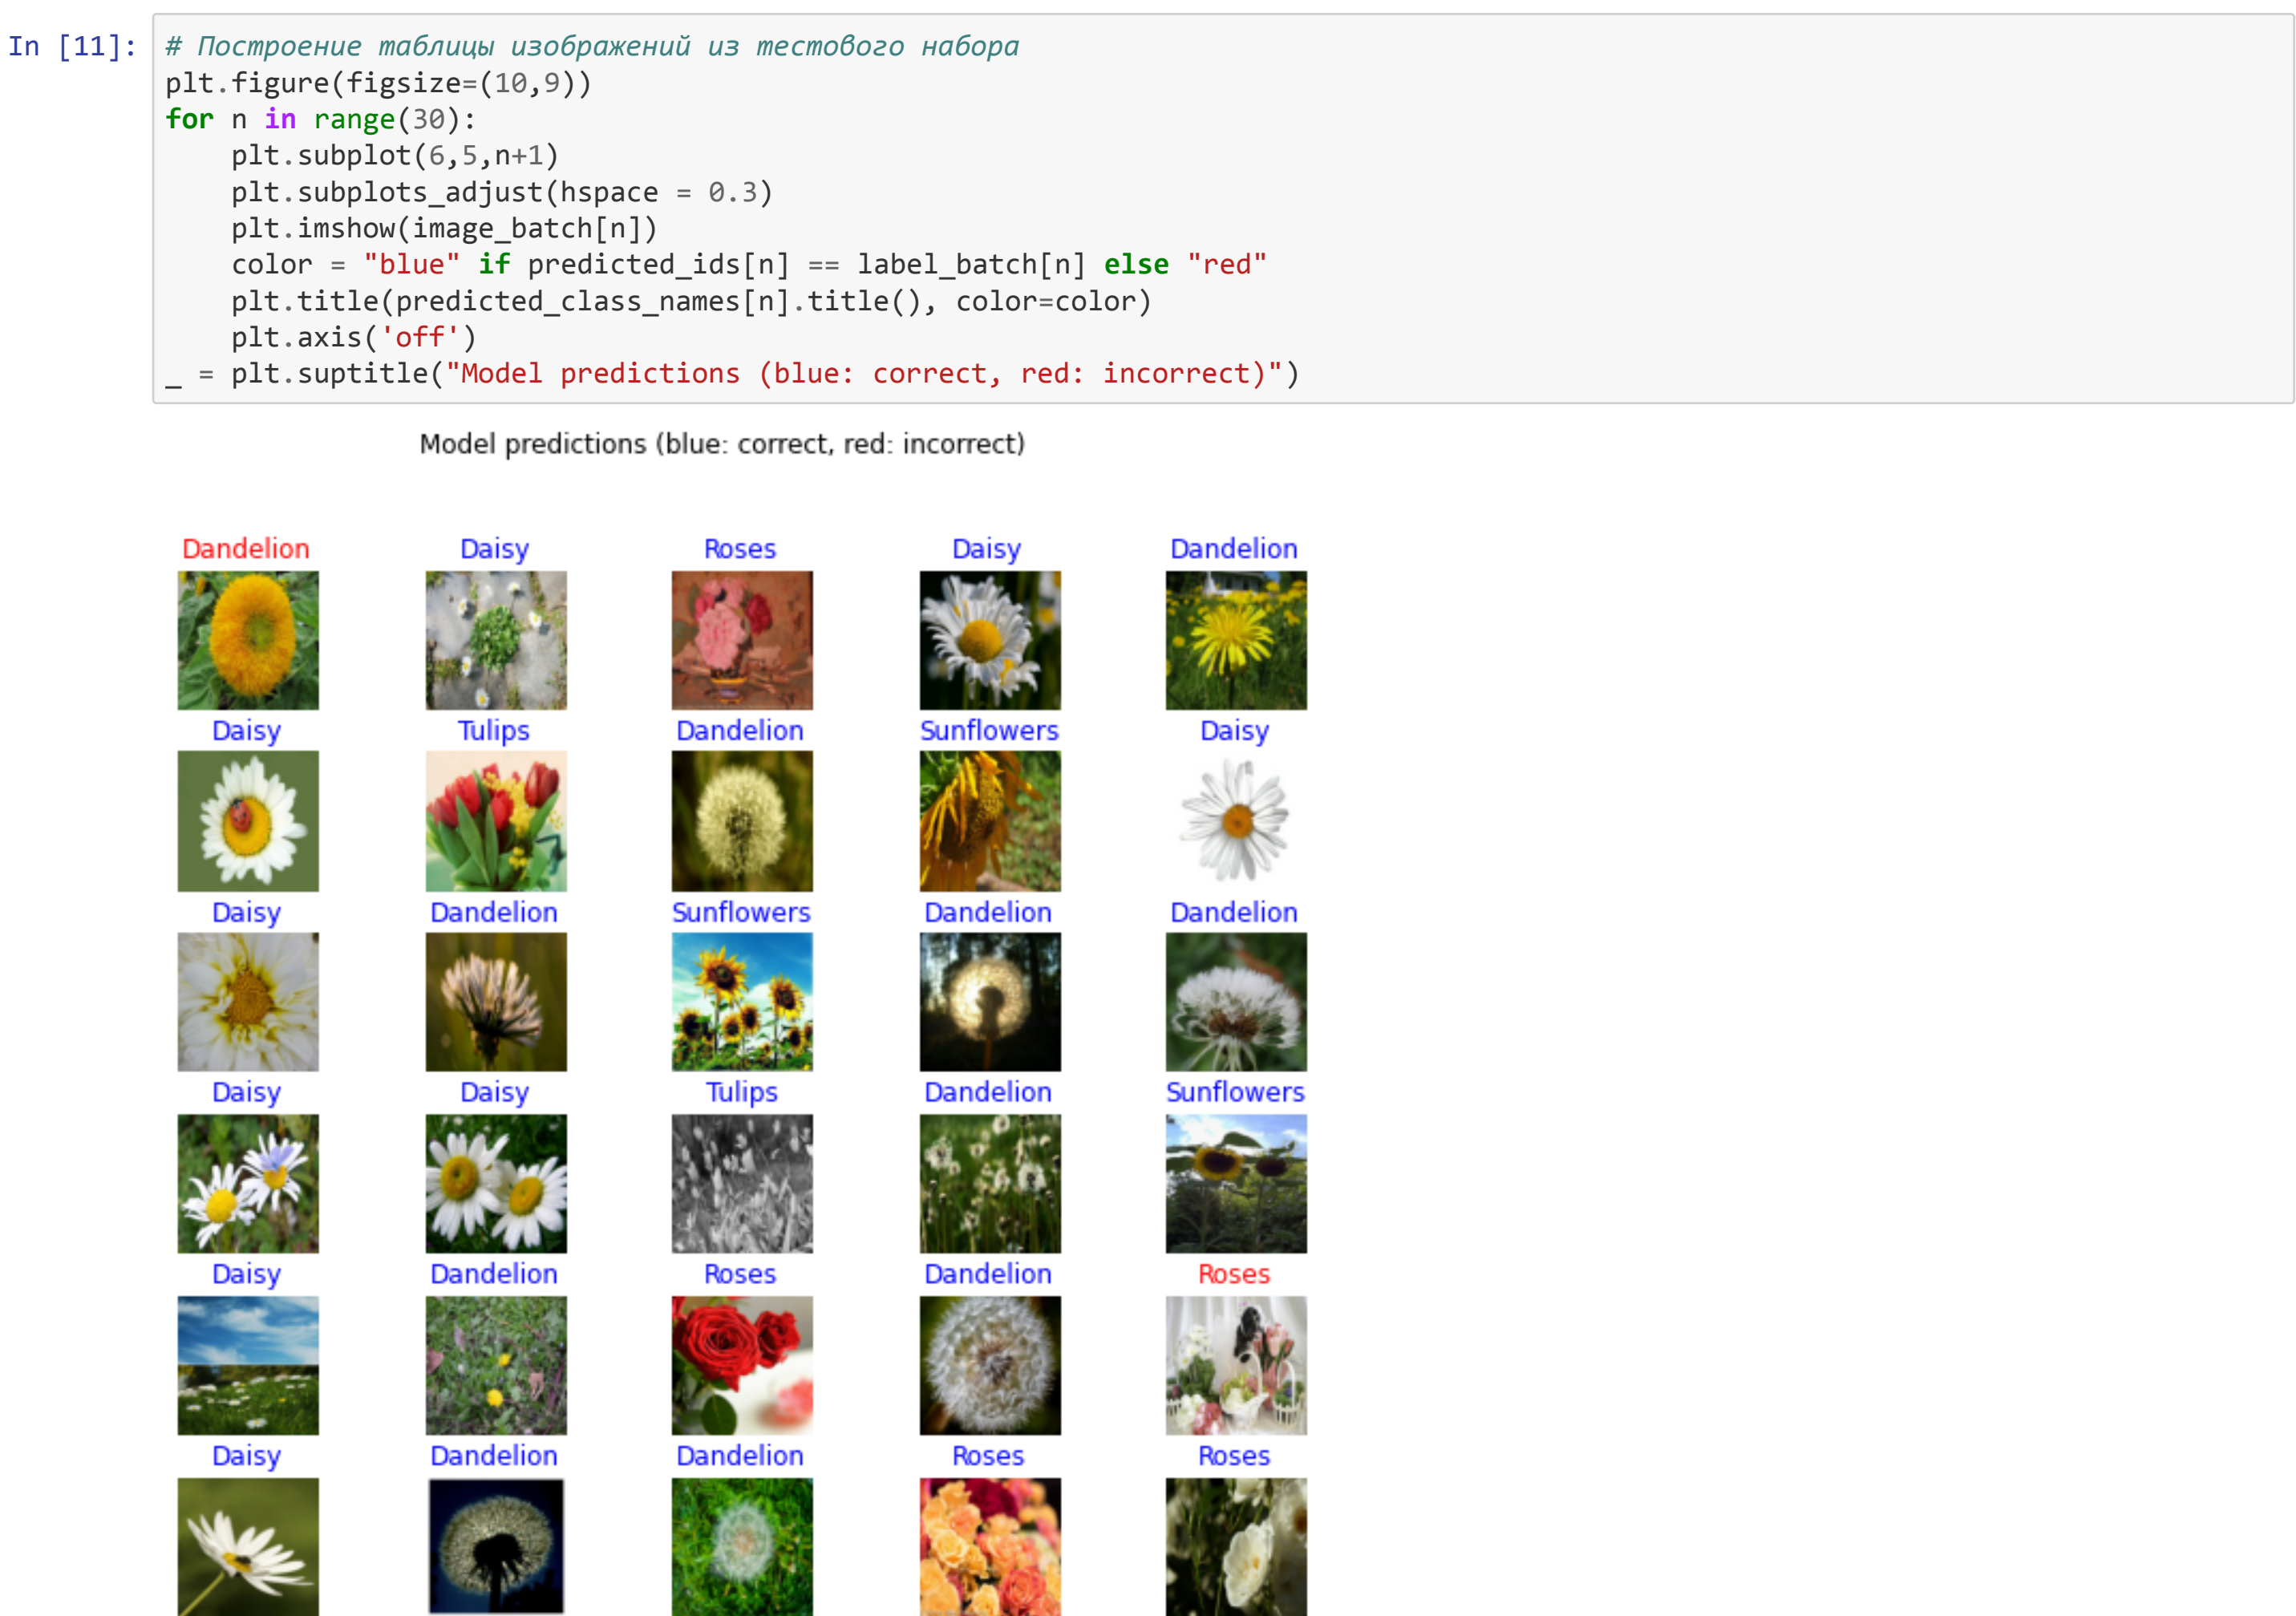 In [11]:
# Построение таблицы изображений из тестового набора
plt.figure(figsize=(10,9))
for n in range(30):
    plt.subplot(6,5,n+1)
    plt.subplots_adjust(hspace = 0.3)
    plt.imshow(image_batch[n])
    color = "blue" if predicted_ids[n] == label_batch[n] else "red"
    plt.title(predicted_class_names[n].title(), color=color)
    plt.axis('off')
_ = plt.suptitle("Model predictions (blue: correct, red: incorrect)")
Model predictions (blue: correct, red: incorrect)
Dandelion Daisy Roses Daisy Dandelion
Daisy Tulips Dandelion Sunflowers Daisy
Daisy Dandelion Sunflowers Dandelion Dandelion
Daisy Daisy Tulips Dandelion Sunflowers
Daisy Dandelion Roses Dandelion Roses
Daisy Dandelion Dandelion Roses Roses